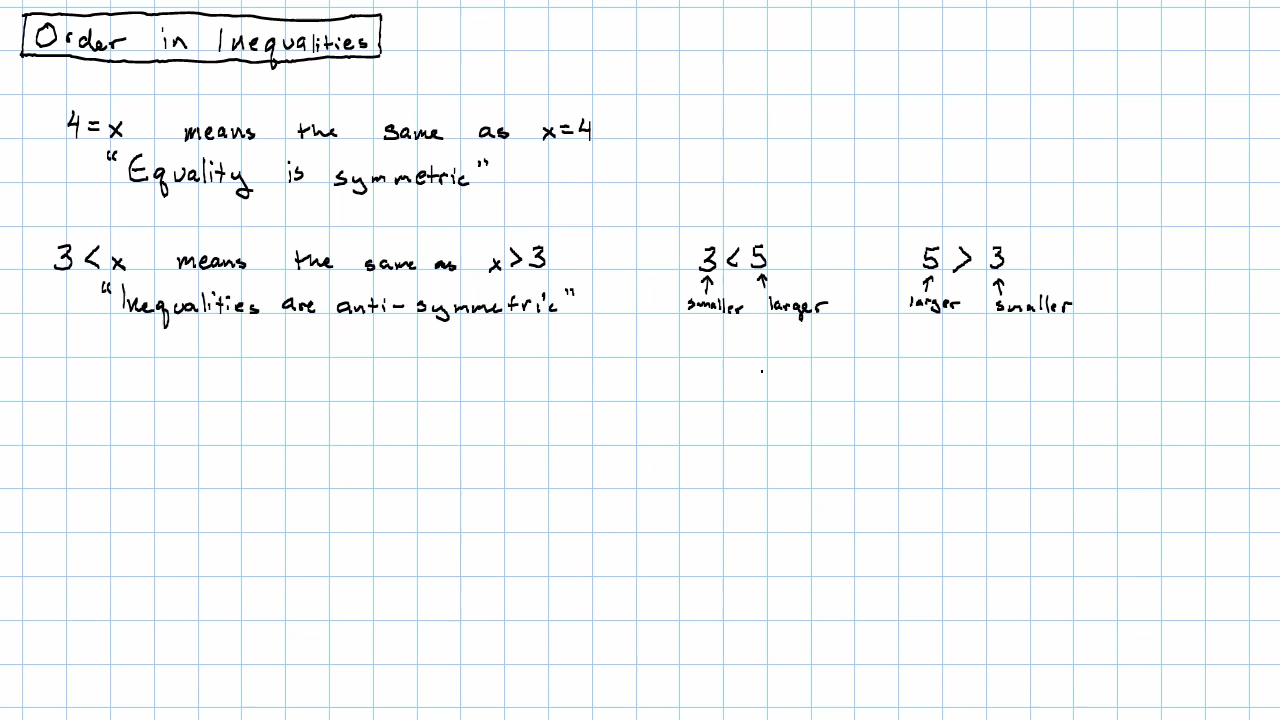 Order in Inequalities
4 = x means the same as x = 4
"Equality is symmetric"
3 < x means the same as x > 3
"Inequalities are anti-symmetric"
3 < 5
smaller larger
5 > 3
larger smaller